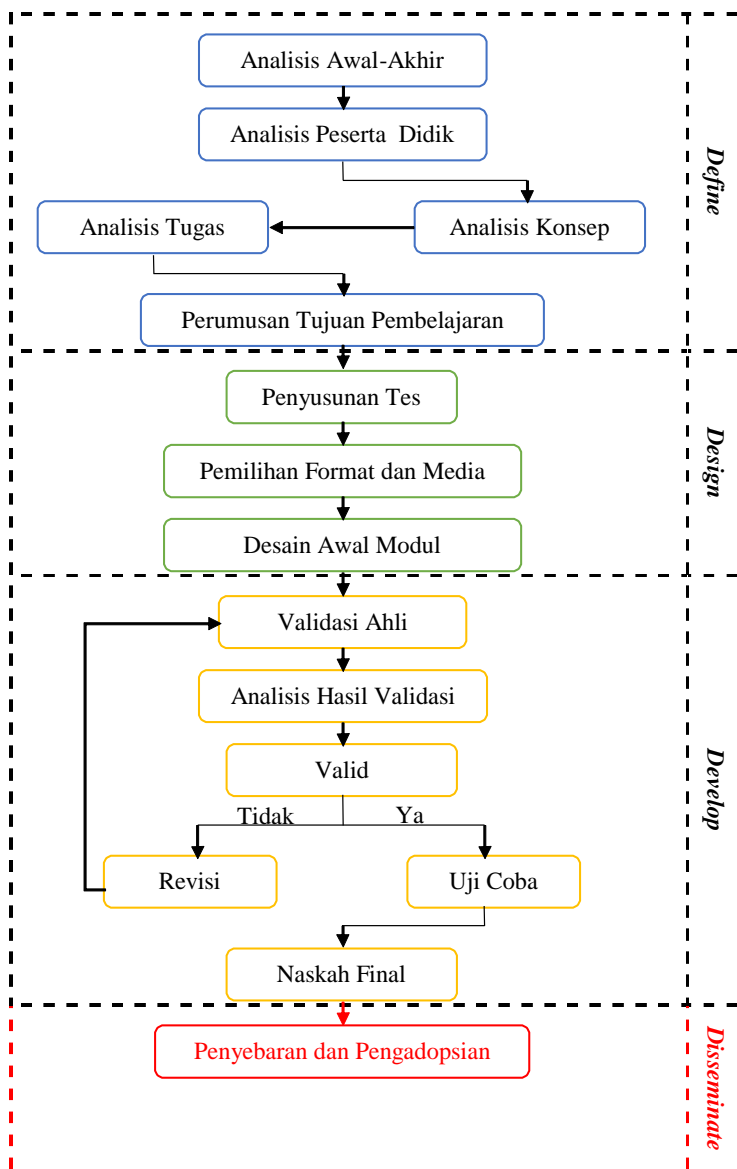 Analisis Awal-Akhir
Analisis Peserta Didik
Analisis Tugas
Analisis Konsep
Perumusan Tujuan Pembelajaran
Define
Penyusunan Tes
Pemilihan Format dan Media
Desain Awal Modul
Design
Validasi Ahli
Analisis Hasil Validasi
Valid
Tidak
Ya
Revisi
Uji Coba
Naskah Final
Develop
Penyebaran dan Pengadopsian
Disseminate